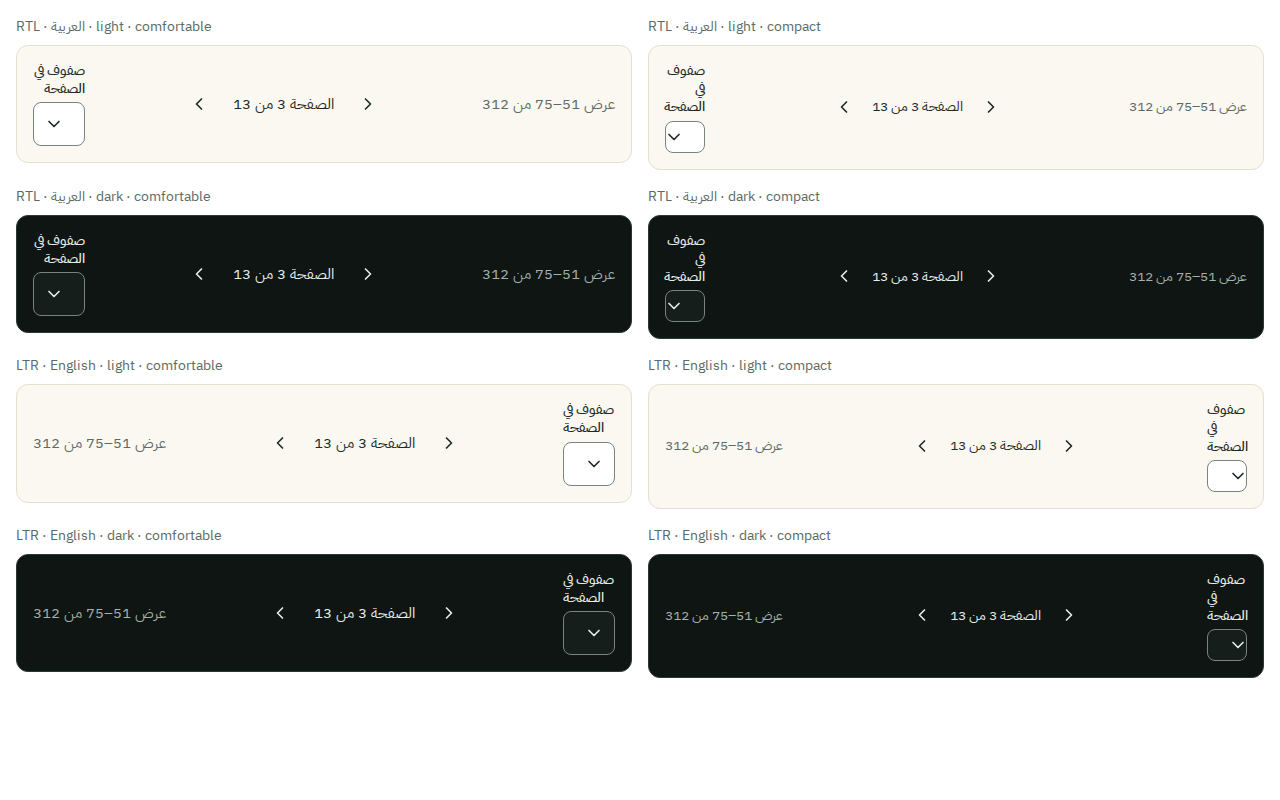 RTL · العربية · light · comfortable
صفوف في
الصفحة
الصفحة 3 من 13
عرض 51–75 من 312
RTL · العربية · light · compact
صفوف
في
الصفحة
الصفحة 3 من 13
عرض 51–75 من 312
RTL · العربية · dark · comfortable
صفوف في
الصفحة
الصفحة 3 من 13
عرض 51–75 من 312
RTL · العربية · dark · compact
صفوف
في
الصفحة
الصفحة 3 من 13
عرض 51–75 من 312
LTR · English · light · comfortable
عرض 51–75 من 312
الصفحة 3 من 13
صفوف في
الصفحة
LTR · English · light · compact
عرض 51–75 من 312
الصفحة 3 من 13
صفوف
في
الصفحة
LTR · English · dark · comfortable
عرض 51–75 من 312
الصفحة 3 من 13
صفوف في
الصفحة
LTR · English · dark · compact
عرض 51–75 من 312
الصفحة 3 من 13
صفوف
في
الصفحة